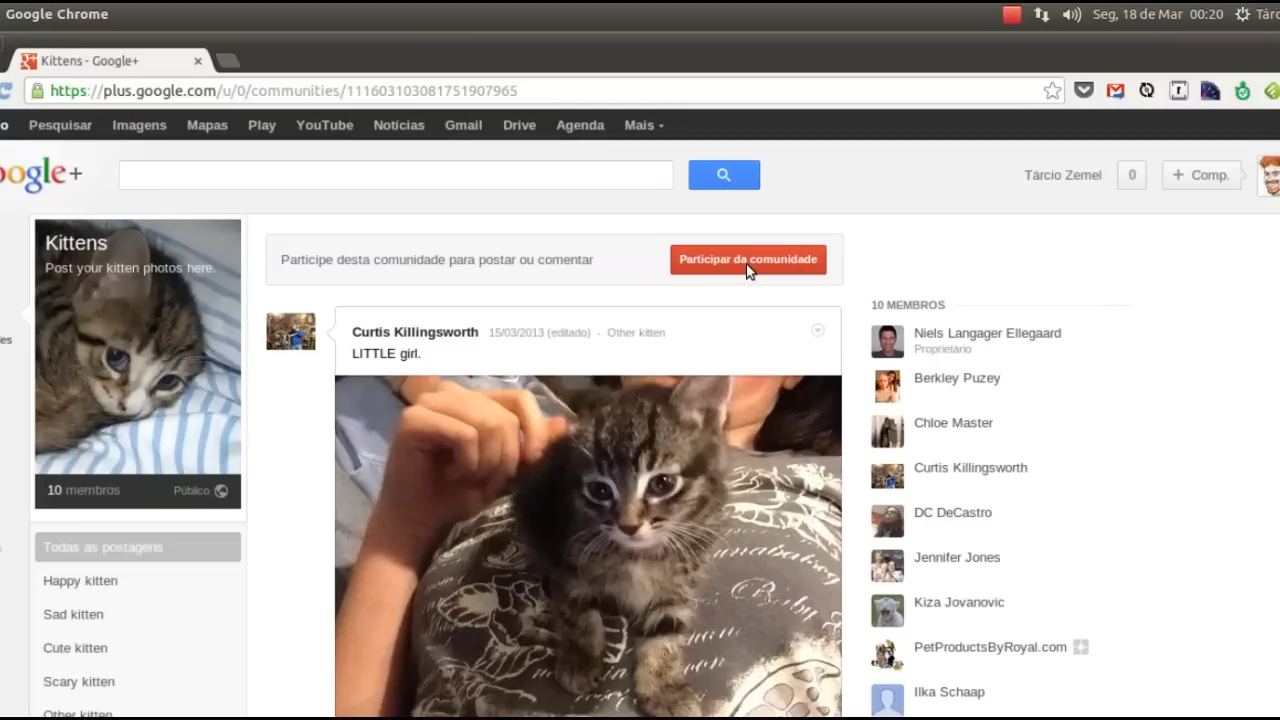 Google Chrome
Seg, 18 de Mar 00:20
Tárc
Kittens - Google+
https://plus.google.com/u/0/communities/111603103081751907965
o Pesquisar Imagens Mapas Play YouTube Notícias Gmail Drive Agenda Mais
oogle+
Tárcio Zemel 0 + Comp.
Kittens
Post your kitten photos here.
10 membros Público
Todas as postagens
Happy kitten
Sad kitten
Cute kitten
Scary kitten
Other kitten
Participe desta comunidade para postar ou comentar
Participar da comunidade
Curtis Killingsworth 15/03/2013 (editado) - Other kitten
LITTLE girl.
10 MEMBROS
Niels Langager Ellegaard
Proprietário
Berkley Puzey
Chloe Master
Curtis Killingsworth
DC DeCastro
Jennifer Jones
Kiza Jovanovic
PetProductsByRoyal.com
Ilka Schaap